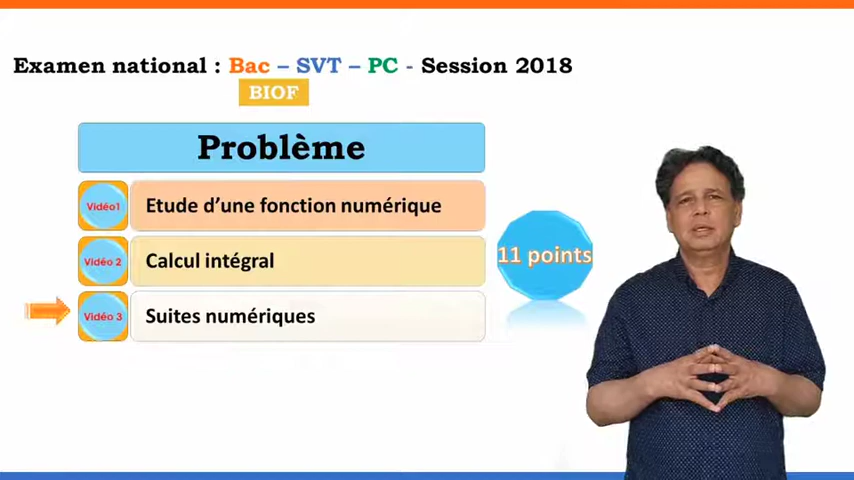 Examen national : Bac – SVT – PC - Session 2018
BIOF
Problème
Vidéo1
Etude d'une fonction numérique
Vidéo 2
Calcul intégral
11 points
Vidéo 3
Suites numériques